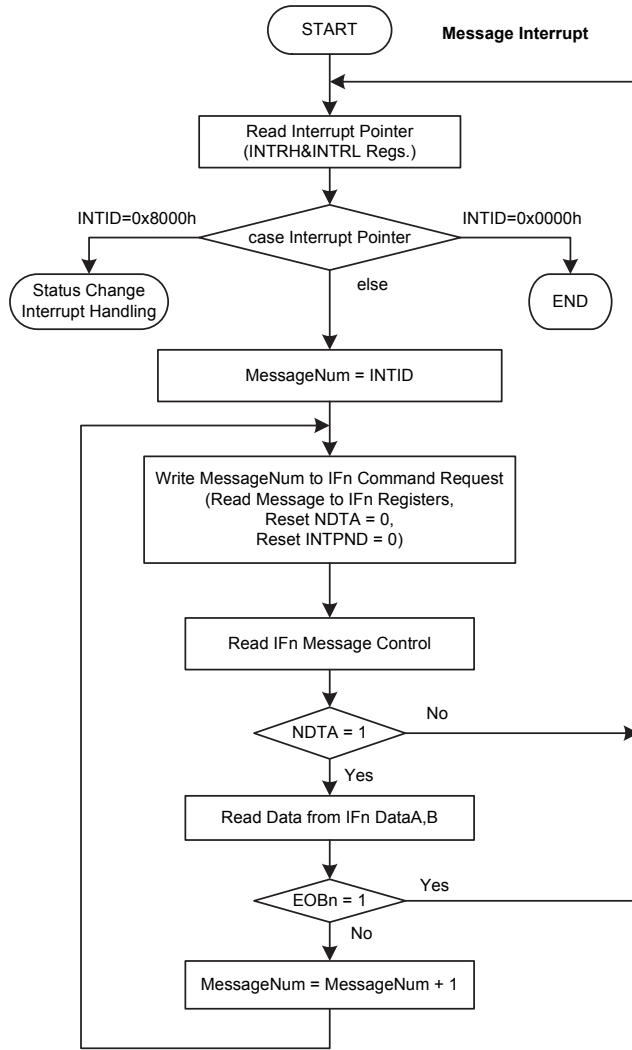 START
Message Interrupt
Read Interrupt Pointer
(INTRH&INTRL Regs.)
INTID=0x8000h
INTID=0x0000h
case Interrupt Pointer
Status Change
Interrupt Handling
else
END
MessageNum = INTID
Write MessageNum to IFn Command Request
(Read Message to IFn Registers,
Reset NDTA = 0,
Reset INTPND = 0)
Read IFn Message Control
No
NDTA = 1
Yes
Read Data from IFn DataA,B
Yes
EOBn = 1
No
MessageNum = MessageNum + 1